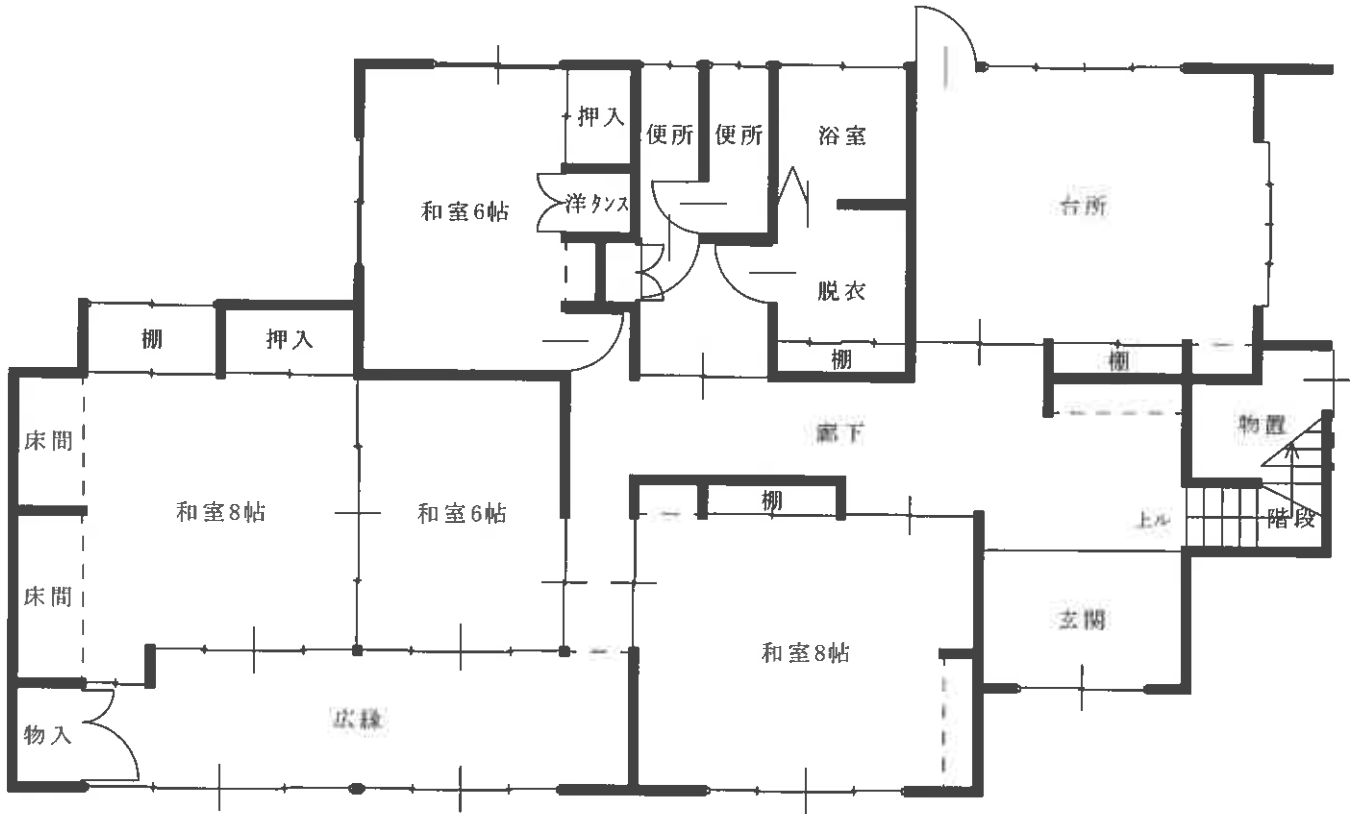 押入
便所
便所
浴室
和室6帖
洋タンス
台所
脱衣
棚
押入
棚
棚
床間
廊下
物置
和室8帖
和室6帖
棚
上ル
階段
床間
玄関
和室8帖
広縁
物入